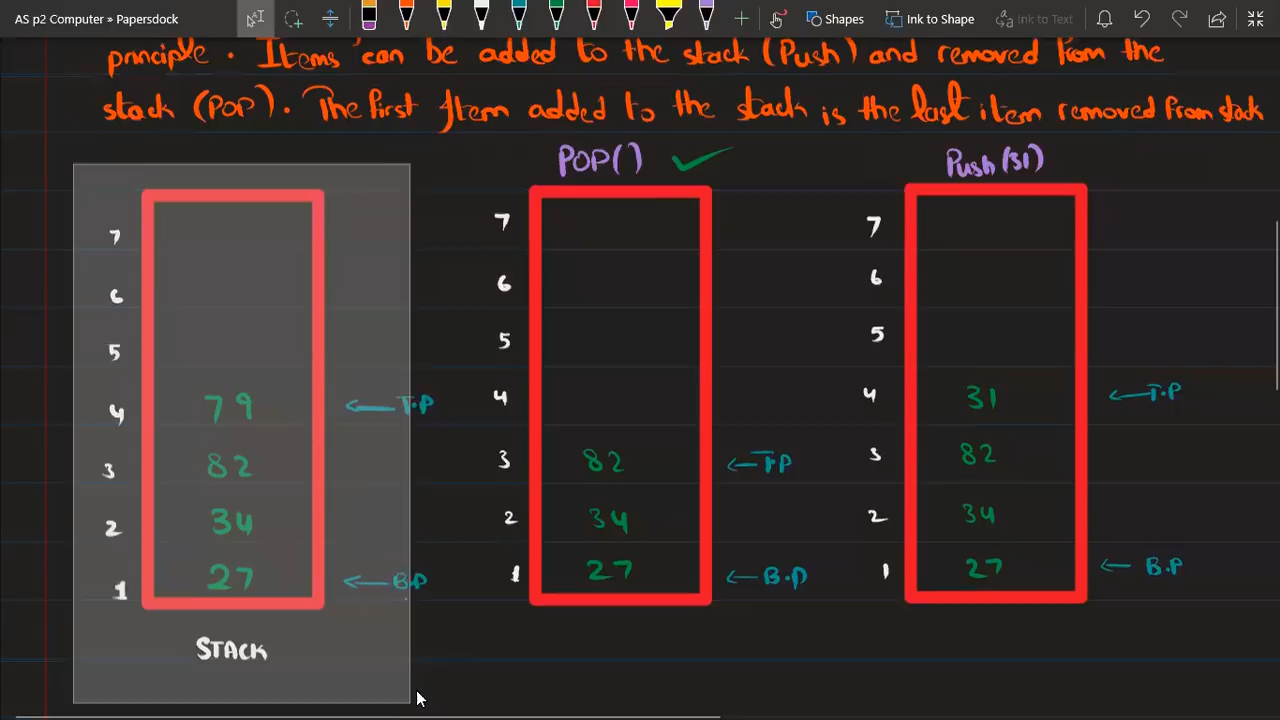 AS p2 Computer » Papersdock
Shapes
Ink to Shape
Ink to Text
principle. Items can be added to the stack (Push) and removed from the
stack (POP). The first Item added to the stack is the last item removed from stack
POP()
Push(31)
7
6
5
4 79 ← T.P
3 82
2 34
1 27 ← B.P
STACK
7
6
5
4
3 82 ← T.P
2 34
1 27 ← B.P
7
6
5
4 31 ← T.P
3 82
2 34
1 27 ← B.P